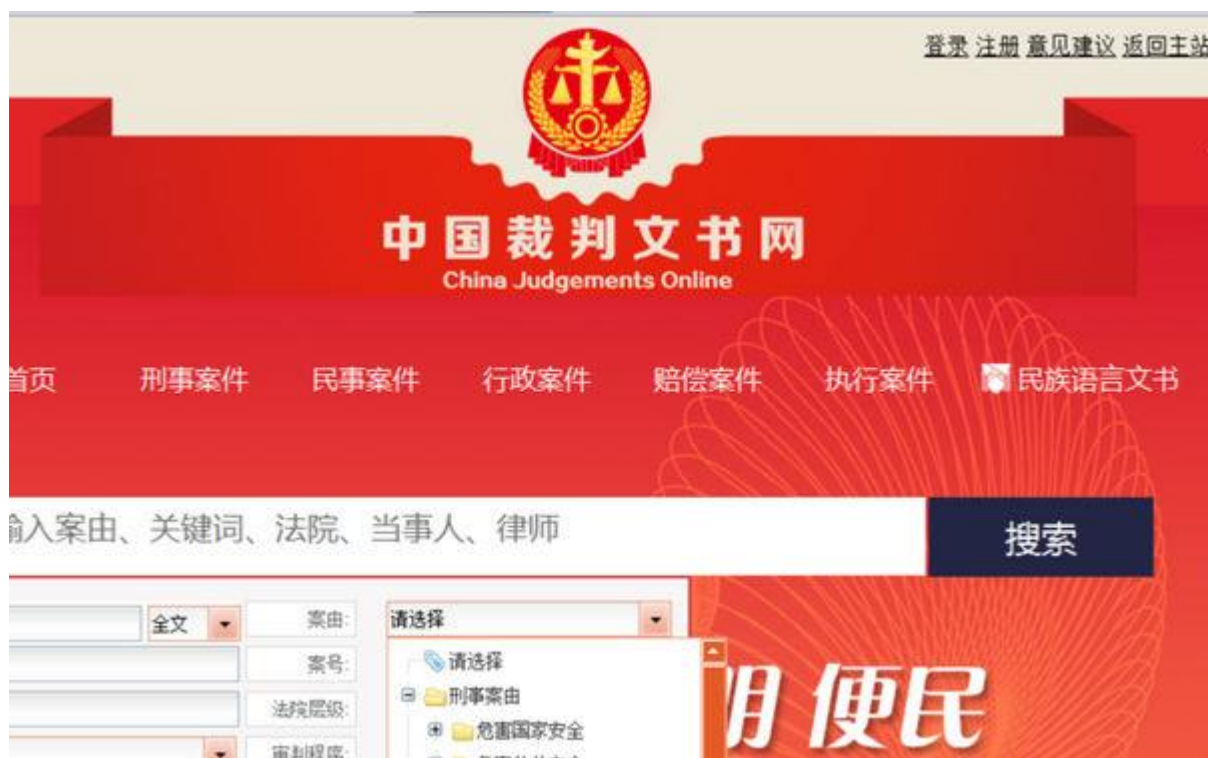 登录 注册 意见建议 返回主站
中国裁判文书网
China Judgements Online
首页 刑事案件 民事案件 行政案件 赔偿案件 执行案件 民族语言文书
输入案由、关键词、法院、当事人、律师 搜索
全文 案由: 请选择
案号: 请选择
刑事案由
法院层级: 危害国家安全
审判程序:
便民